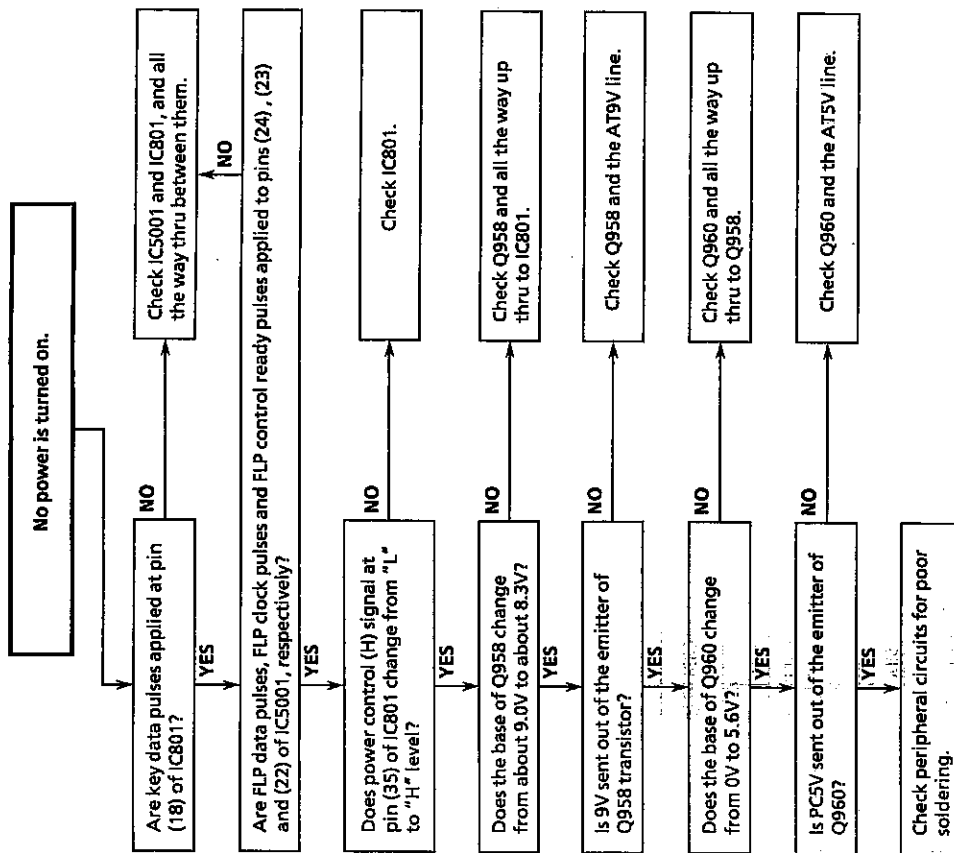 No power is turned on.
Are key data pulses applied at pin
(18) of IC801?
NO
Check IC5001 and IC801, and all
the way thru between them.
YES
NO
Are FLP data pulses, FLP clock pulses and FLP control ready pulses applied to pins (24) , (23)
and (22) of IC5001, respectively?
YES
Does power control (H) signal at
pin (35) of IC801 change from "L"
to "H" level?
NO
Check IC801.
YES
Does the base of Q958 change
from about 9.0V to about 8.3V?
NO
Check Q958 and all the way up
thru to IC801.
YES
Is 9V sent out of the emitter of
Q958 transistor?
NO
Check Q958 and the AT9V line.
YES
Does the base of Q960 change
from 0V to 5.6V?
NO
Check Q960 and all the way up
thru to Q958.
YES
Is PC5V sent out of the emitter of
Q960?
NO
Check Q960 and the AT5V line.
YES
Check peripheral circuits for poor
soldering.